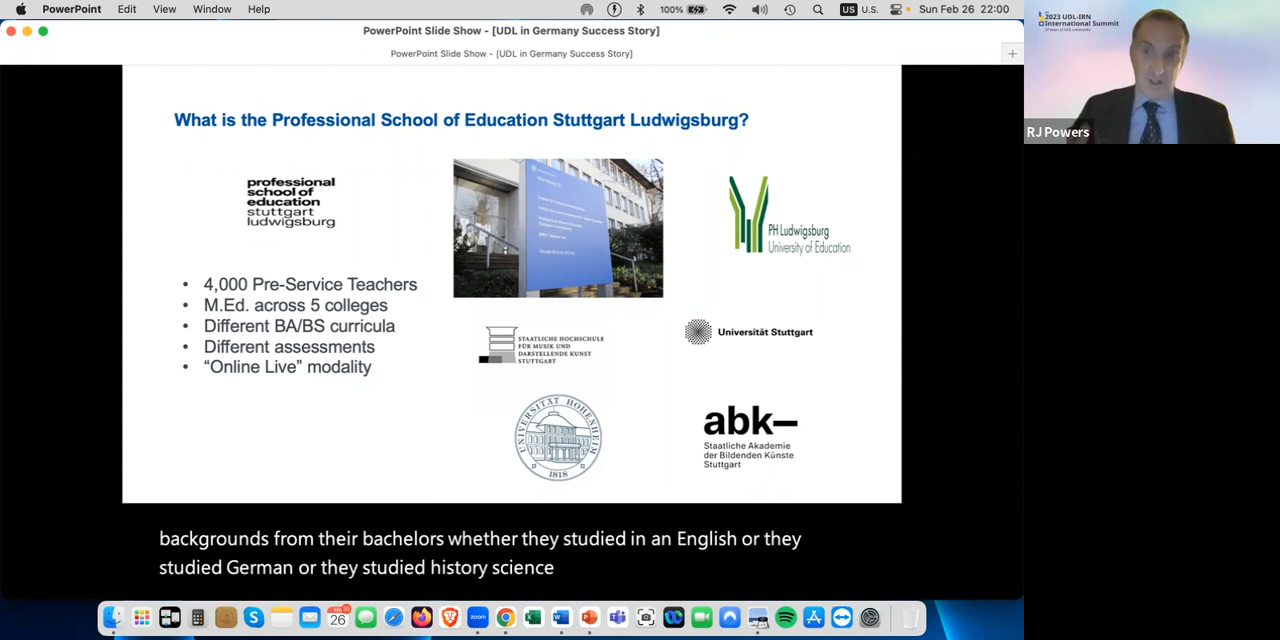 PowerPoint Edit View Window Help
100% US U.S. Sun Feb 26 22:00
PowerPoint Slide Show - [UDL in Germany Success Story]
PowerPoint Slide Show - [UDL in Germany Success Story]
What is the Professional School of Education Stuttgart Ludwigsburg?
professional
school of
education
stuttgart
ludwigsburg
• 4,000 Pre-Service Teachers
• M.Ed. across 5 colleges
• Different BA/BS curricula
• Different assessments
• “Online Live” modality
PH Ludwigsburg
University of Education
STAATLICHE HOCHSCHULE
FÜR MUSIK UND
DARSTELLENDE KUNST
STUTTGART
Universität Stuttgart
UNIVERSITÄT HOHENHEIM
1818
abk–
Staatliche Akademie
der Bildenden Künste
Stuttgart
backgrounds from their bachelors whether they studied in an English or they
studied German or they studied history science
2023 UDL-IRN
International Summit
RJ Powers
26
zoom